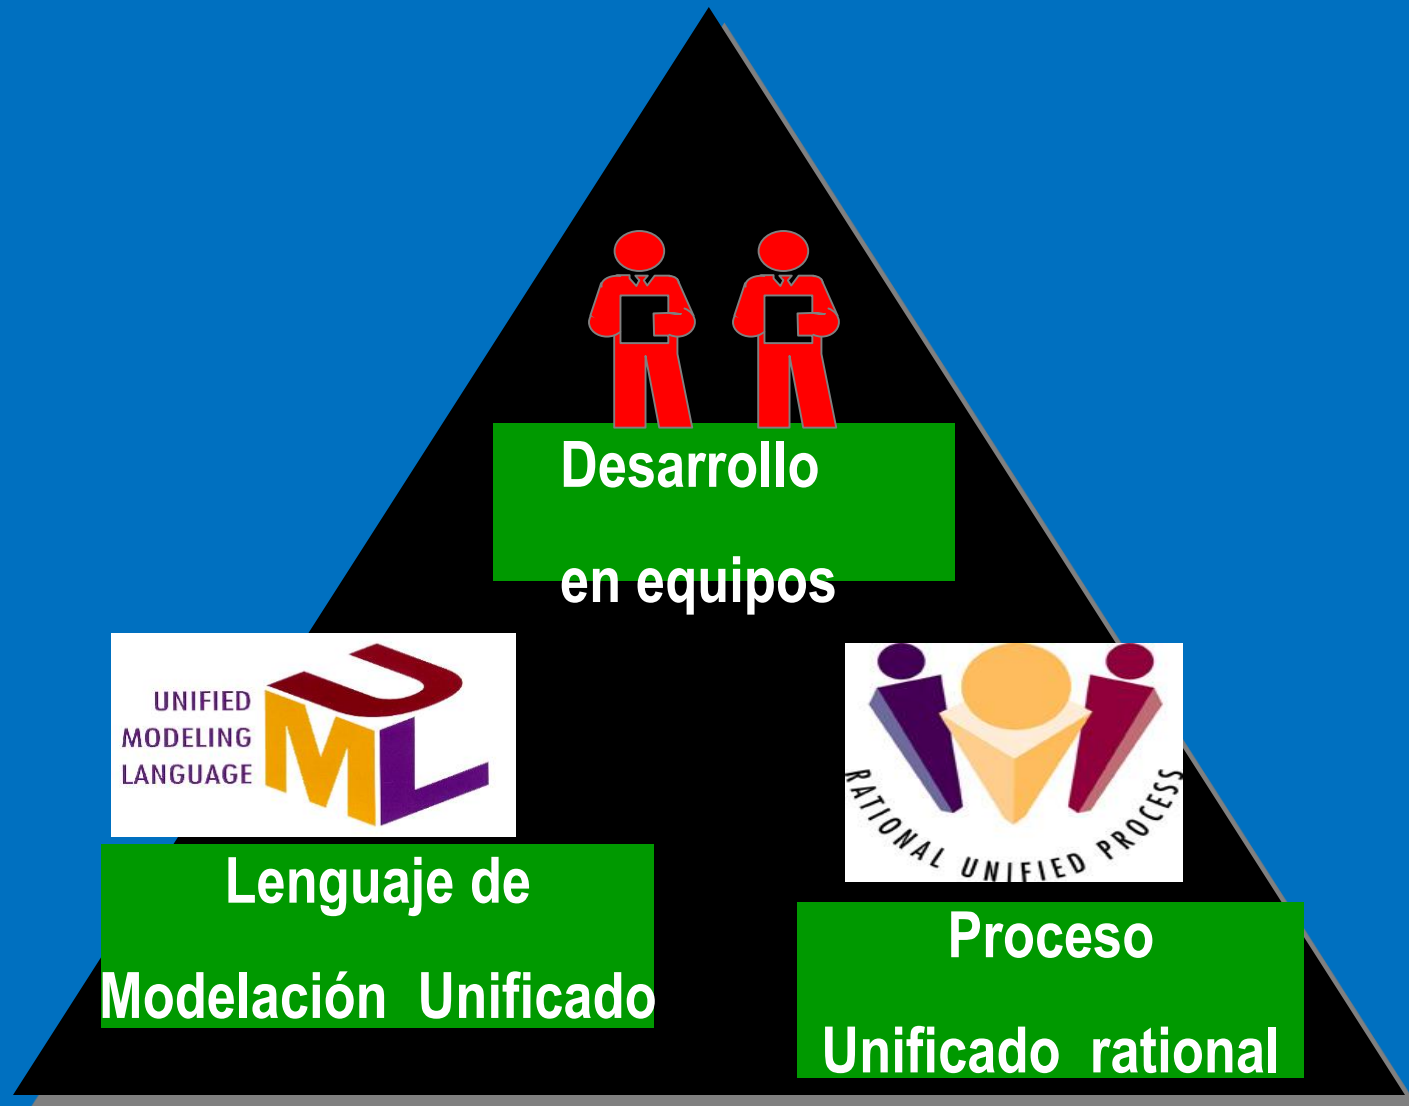 Desarrollo
en equipos
UNIFIED
MODELING
LANGUAGE
UML
Lenguaje de
Modelación Unificado
RATIONAL UNIFIED PROCESS
Proceso
Unificado rational